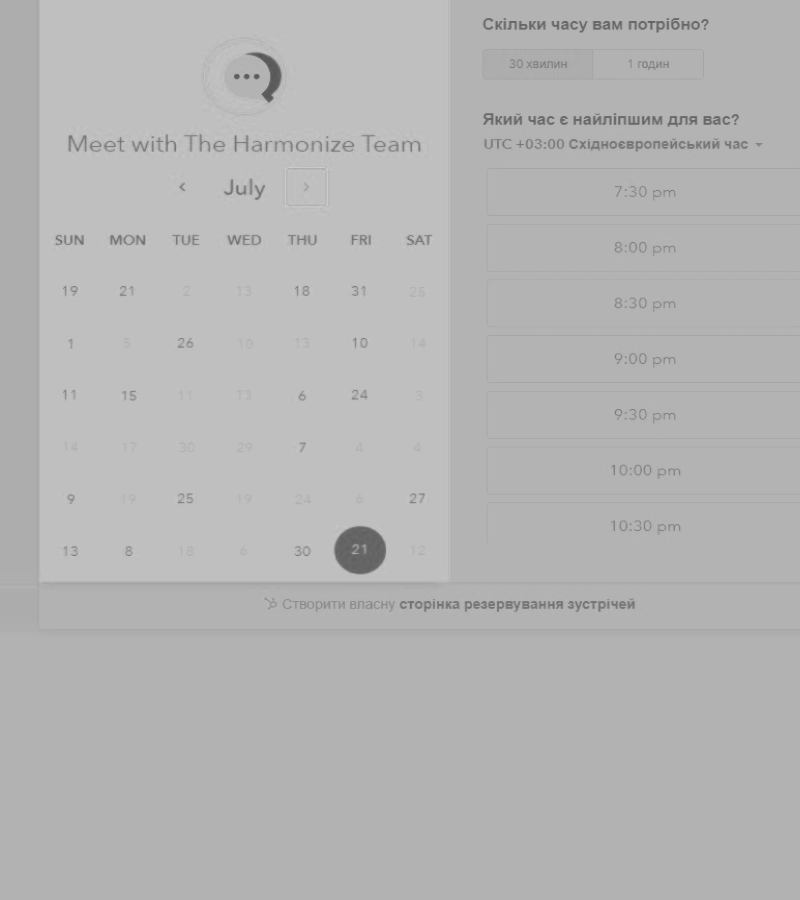 Meet with The Harmonize Team
July
SUN MON TUE WED THU FRI SAT
19 21 2 13 18 31 25
1 5 26 10 13 10 14
11 15 11 13 6 24 3
14 17 30 29 7 4 4
9 19 25 19 24 6 27
13 8 18 6 30 21 12
Скільки часу вам потрібно?
30 хвилин 1 годин
Який час є найліпшим для вас?
UTC +03:00 Східноєвропейський час
7:30 pm
8:00 pm
8:30 pm
9:00 pm
9:30 pm
10:00 pm
10:30 pm
Створити власну сторінка резервування зустрічей